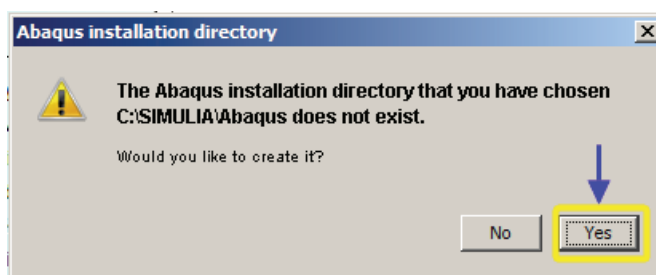 Abaqus installation directory
The Abaqus installation directory that you have chosen
C:\SIMULIA\Abaqus does not exist.
Would you like to create it?
No
Yes